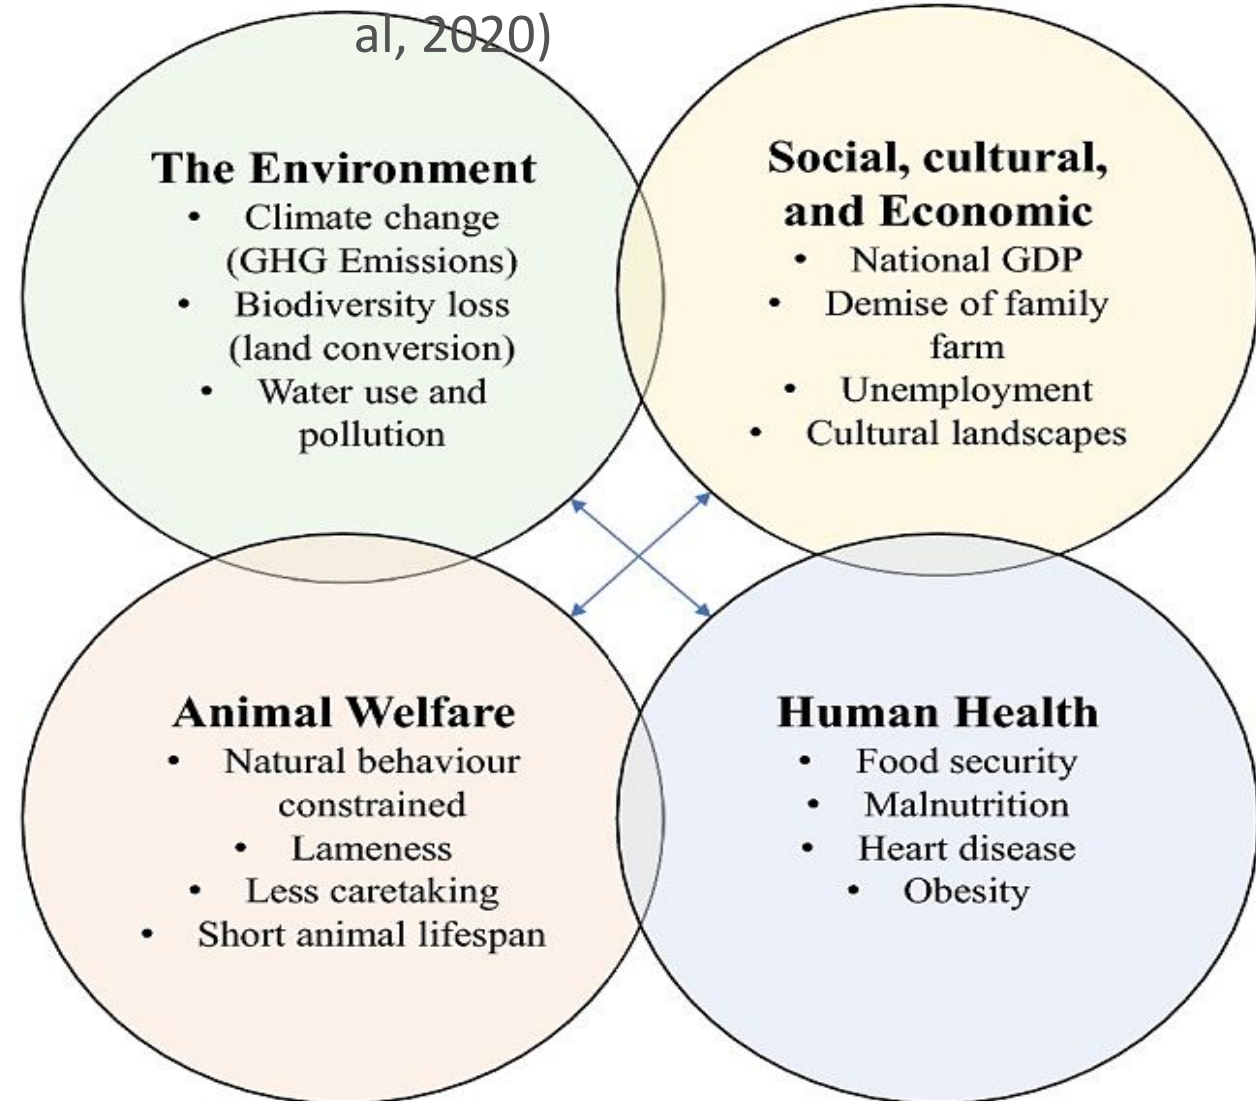 al, 2020)
The Environment
• Climate change
(GHG Emissions)
• Biodiversity loss
(land conversion)
• Water use and
pollution
Social, cultural,
and Economic
• National GDP
• Demise of family
farm
• Unemployment
• Cultural landscapes
Animal Welfare
• Natural behaviour
constrained
• Lameness
• Less caretaking
• Short animal lifespan
Human Health
• Food security
• Malnutrition
• Heart disease
• Obesity